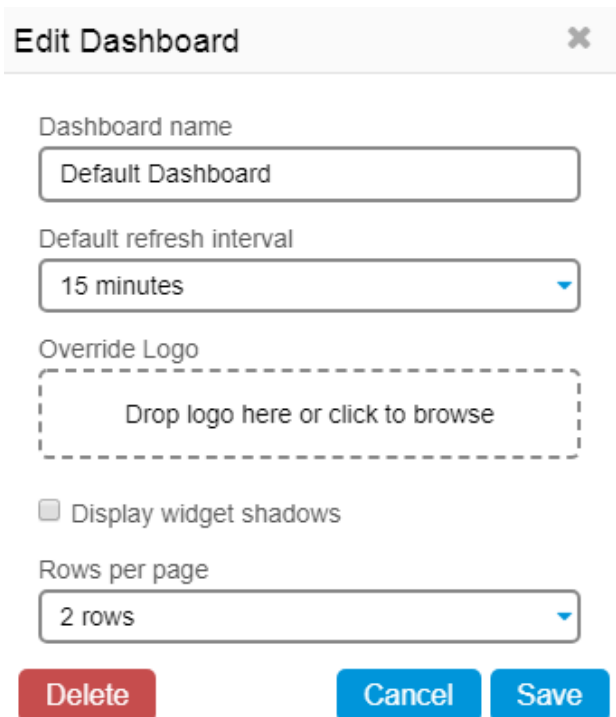 Edit Dashboard
Dashboard name
Default Dashboard
Default refresh interval
15 minutes
Override Logo
Drop logo here or click to browse
Display widget shadows
Rows per page
2 rows
Delete Cancel Save